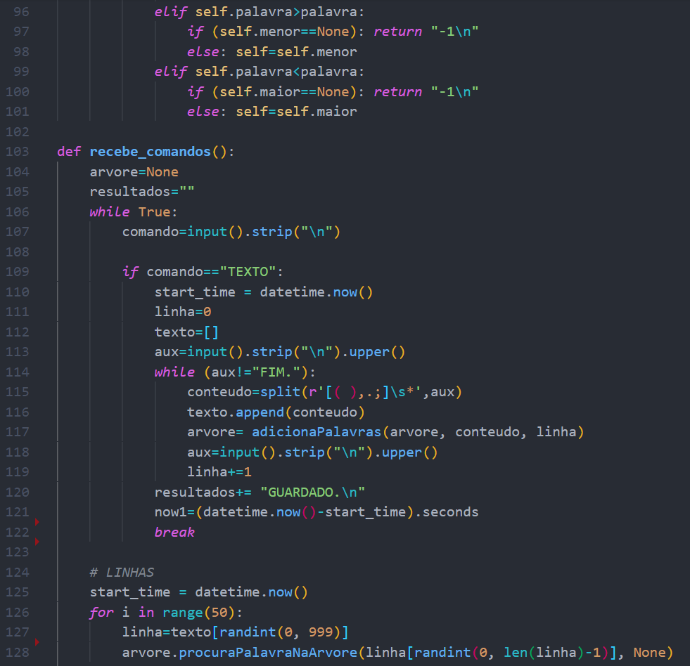 96 elif self.palavra>palavra:
97 if (self.menor==None): return "-1\n"
98 else: self=self.menor
99 elif self.palavra<palavra:
100 if (self.maior==None): return "-1\n"
101 else: self=self.maior
102
103 def recebe_comandos():
104 arvore=None
105 resultados=""
106 while True:
107 comando=input().strip("\n")
108
109 if comando=="TEXTO":
110 start_time = datetime.now()
111 linha=0
112 texto=[]
113 aux=input().strip("\n").upper()
114 while (aux!="FIM."):
115 conteudo=split(r'[( ),.;]\s*',aux)
116 texto.append(conteudo)
117 arvore= adicionaPalavras(arvore, conteudo, linha)
118 aux=input().strip("\n").upper()
119 linha+=1
120 resultados+= "GUARDADO.\n"
121 now1=(datetime.now()-start_time).seconds
122 break
123
124 # LINHAS
125 start_time = datetime.now()
126 for i in range(50):
127 linha=texto[randint(0, 999)]
128 arvore.procuraPalavraNaArvore(linha[randint(0, len(linha)-1)], None)